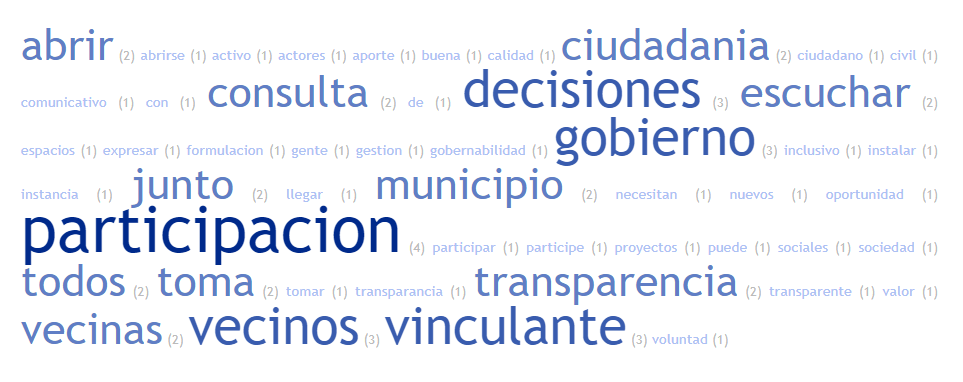 abrir (2) abrirse (1) activo (1) actores (1) aporte (1) buena (1) calidad (1) ciudadania (2) ciudadano (1) civil (1)
comunicativo (1) con (1) consulta (2) de (1) decisiones (3) escuchar (2)
espacios (1) expresar (1) formulacion (1) gente (1) gestion (1) gobernabilidad (1) gobierno (3) inclusivo (1) instalar (1)
instancia (1) junto (2) llegar (1) municipio (2) necesitan (1) nuevos (1) oportunidad (1)
participacion (4) participar (1) participe (1) proyectos (1) puede (1) sociales (1) sociedad (1)
todos (2) toma (2) tomar (1) transparancia (1) transparencia (2) transparente (1) valor (1)
vecinas (2) vecinos (3) vinculante (3) voluntad (1)